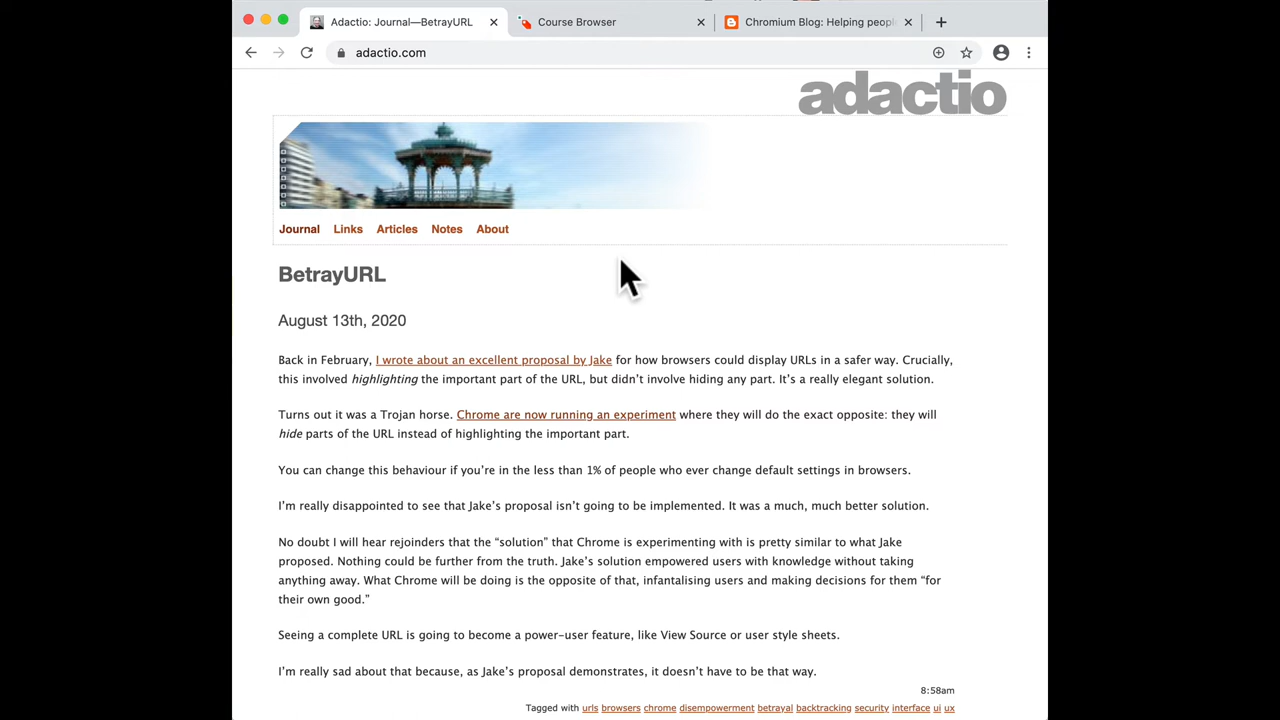 Adactio: Journal—BetrayURL
Course Browser
Chromium Blog: Helping people
adactio.com
adactio
Journal Links Articles Notes About
BetrayURL
August 13th, 2020
Back in February, I wrote about an excellent proposal by Jake for how browsers could display URLs in a safer way. Crucially,
this involved highlighting the important part of the URL, but didn’t involve hiding any part. It’s a really elegant solution.
Turns out it was a Trojan horse. Chrome are now running an experiment where they will do the exact opposite: they will
hide parts of the URL instead of highlighting the important part.
You can change this behaviour if you’re in the less than 1% of people who ever change default settings in browsers.
I’m really disappointed to see that Jake’s proposal isn’t going to be implemented. It was a much, much better solution.
No doubt I will hear rejoinders that the “solution” that Chrome is experimenting with is pretty similar to what Jake
proposed. Nothing could be further from the truth. Jake’s solution empowered users with knowledge without taking
anything away. What Chrome will be doing is the opposite of that, infantalising users and making decisions for them “for
their own good.”
Seeing a complete URL is going to become a power-user feature, like View Source or user style sheets.
I’m really sad about that because, as Jake’s proposal demonstrates, it doesn’t have to be that way.
8:58am
Tagged with urls browsers chrome disempowerment betrayal backtracking security interface ui ux